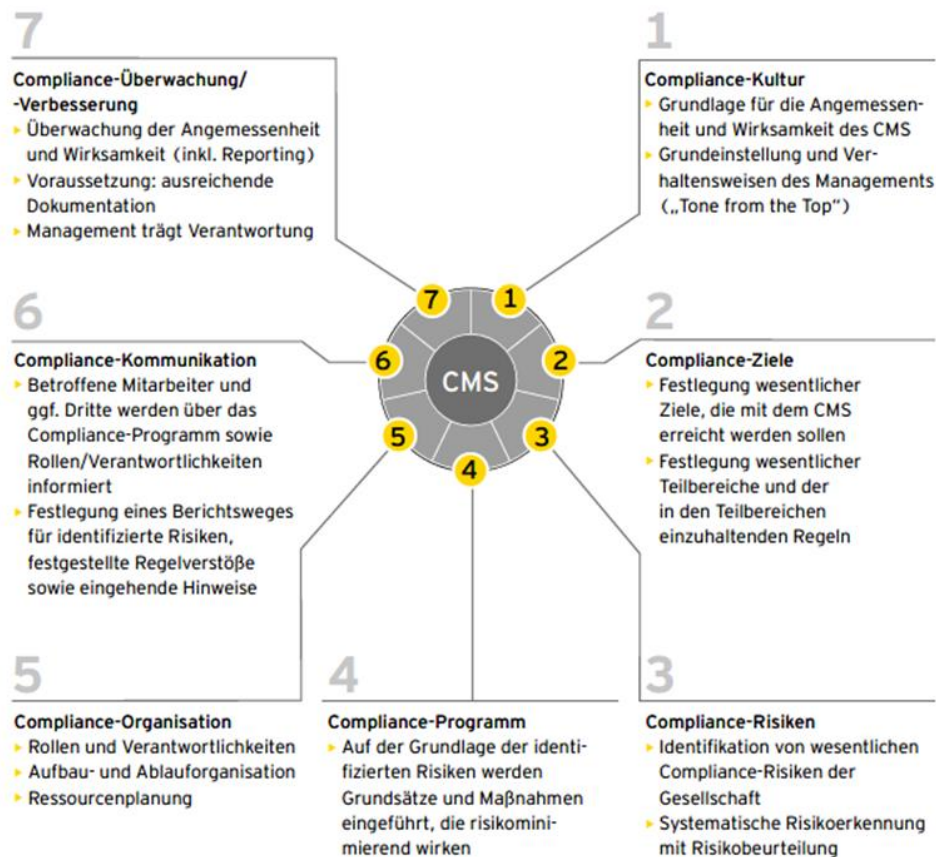 7
Compliance-Überwachung/
-Verbesserung
▸ Überwachung der Angemessenheit
und Wirksamkeit (inkl. Reporting)
▸ Voraussetzung: ausreichende
Dokumentation
▸ Management trägt Verantwortung
1
Compliance-Kultur
▸ Grundlage für die Angemessen-
heit und Wirksamkeit des CMS
▸ Grundeinstellung und Ver-
haltensweisen des Managements
(„Tone from the Top“)
6
Compliance-Kommunikation
▸ Betroffene Mitarbeiter und
ggf. Dritte werden über das
Compliance-Programm sowie
Rollen/Verantwortlichkeiten
informiert
▸ Festlegung eines Berichtsweges
für identifizierte Risiken,
festgestellte Regelverstöße
sowie eingehende Hinweise
7
1
6
CMS
2
5
3
4
2
Compliance-Ziele
▸ Festlegung wesentlicher
Ziele, die mit dem CMS
erreicht werden sollen
▸ Festlegung wesentlicher
Teilbereiche und der
in den Teilbereichen
einzuhaltenden Regeln
5
Compliance-Organisation
▸ Rollen und Verantwortlichkeiten
▸ Aufbau- und Ablauforganisation
▸ Ressourcenplanung
4
Compliance-Programm
▸ Auf der Grundlage der identi-
fizierten Risiken werden
Grundsätze und Maßnahmen
eingeführt, die risikomini-
mierend wirken
3
Compliance-Risiken
▸ Identifikation von wesentlichen
Compliance-Risiken der
Gesellschaft
▸ Systematische Risikoerkennung
mit Risikobeurteilung